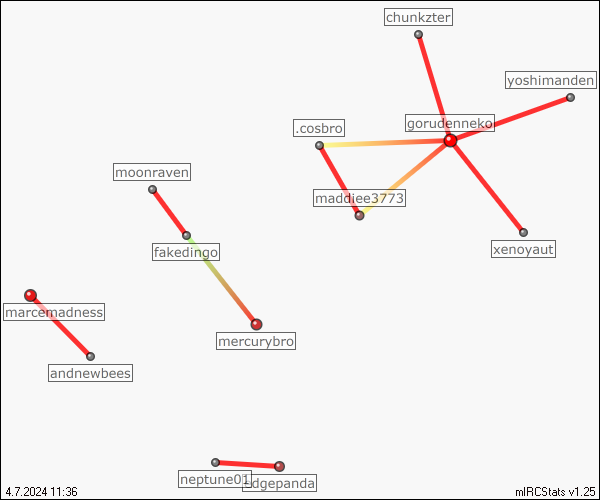 chunkzter
yoshimanden
gorudenneko
.cosbro
moonraven
maddiee3773
fakedingo
xenoyaut
marcemadness
mercurybro
andnewbees
neptune01
dgepanda
4.7.2024 11:36
mIRCStats v1.25